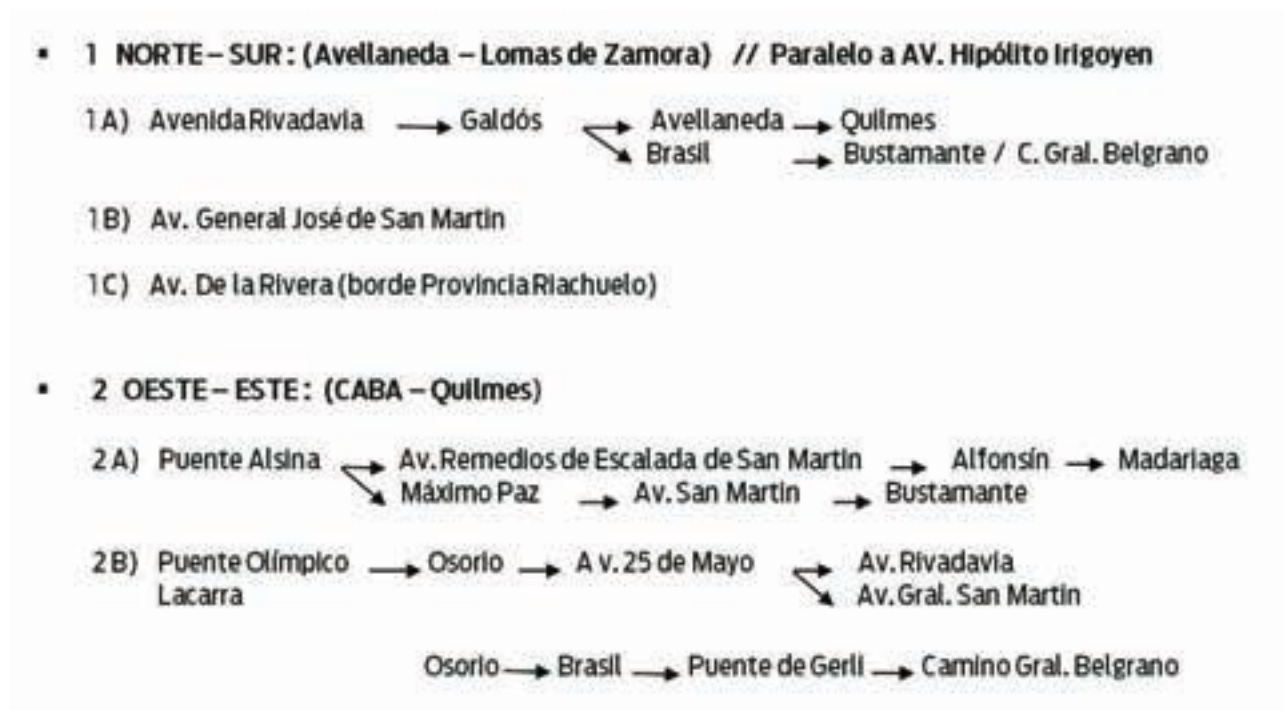 ▪ 1 NORTE – SUR: (Avellaneda – Lomas de Zamora) // Paralelo a AV. Hipólito Irigoyen
1A) Avenida Rivadavia → Galdós → Avellaneda → Quilmes
↘ Brasil → Bustamante / C. Gral. Belgrano
1B) Av. General José de San Martin
1C) Av. De la Rivera (borde Provincia Riachuelo)
▪ 2 OESTE – ESTE: (CABA – Quilmes)
2A) Puente Alsina → Av. Remedios de Escalada de San Martin → Alfonsín → Madariaga
↘ Máximo Paz → Av. San Martin → Bustamante
2B) Puente Olímpico → Osorio → A v. 25 de Mayo → Av. Rivadavia
Lacarra ↘ Av. Gral. San Martin
Osorio → Brasil → Puente de Gerli → Camino Gral. Belgrano